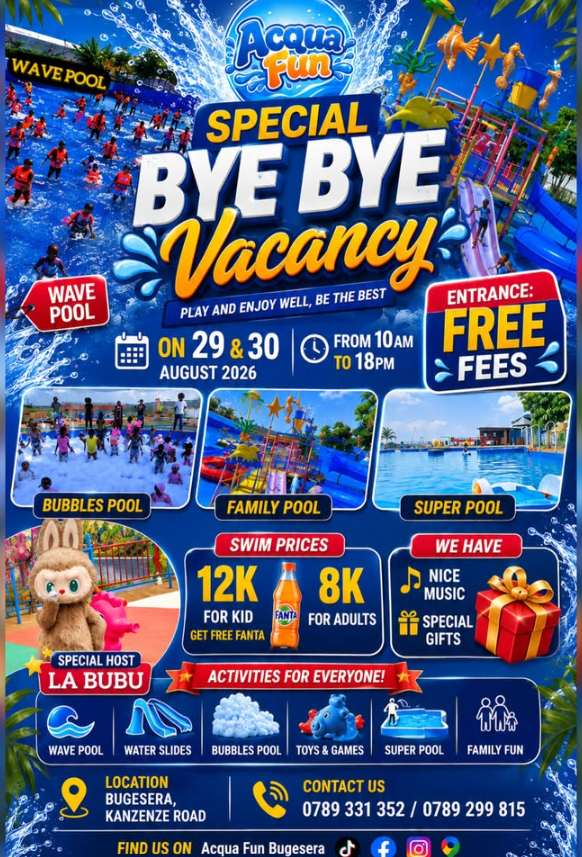 Acqua
Fun
WAVE POOL
SPECIAL
BYE BYE
Vacancy
PLAY AND ENJOY WELL, BE THE BEST
WAVE
POOL
ON 29 & 30
AUGUST 2026
FROM 10AM
TO 18PM
ENTRANCE:
FREE
FEES
BUBBLES POOL
FAMILY POOL
SUPER POOL
SWIM PRICES
12K
FOR KID
GET FREE FANTA
FANTA
8K
FOR ADULTS
WE HAVE
NICE
MUSIC
SPECIAL
GIFTS
SPECIAL HOST
LA BUBU
ACTIVITIES FOR EVERYONE!
WAVE POOL
WATER SLIDES
BUBBLES POOL
TOYS & GAMES
SUPER POOL
FAMILY FUN
LOCATION
BUGESERA,
KANZENZE ROAD
CONTACT US
0789 331 352 / 0789 299 815
FIND US ON Acqua Fun Bugesera